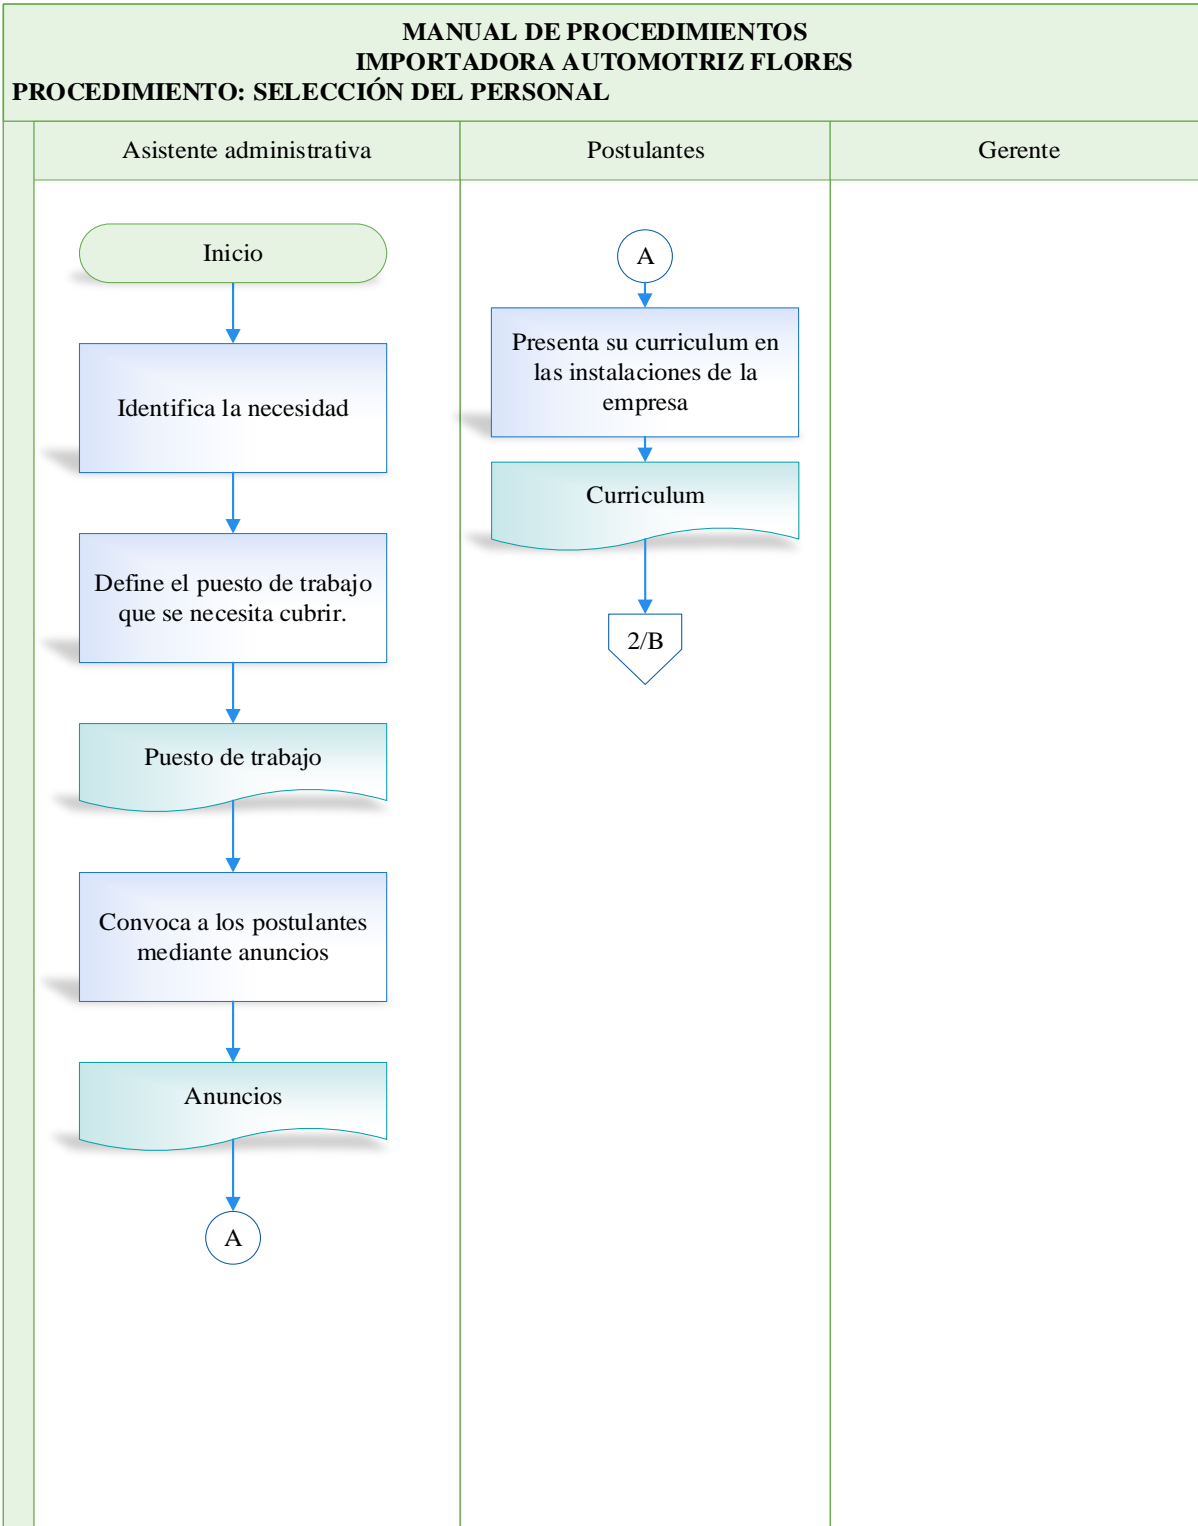 MANUAL DE PROCEDIMIENTOS
IMPORTADORA AUTOMOTRIZ FLORES
PROCEDIMIENTO: SELECCIÓN DEL PERSONAL
Asistente administrativa
Postulantes
Gerente
Inicio
Identifica la necesidad
Define el puesto de trabajo
que se necesita cubrir.
Puesto de trabajo
Convoca a los postulantes
mediante anuncios
Anuncios
A
A
Presenta su curriculum en
las instalaciones de la
empresa
Curriculum
2/B